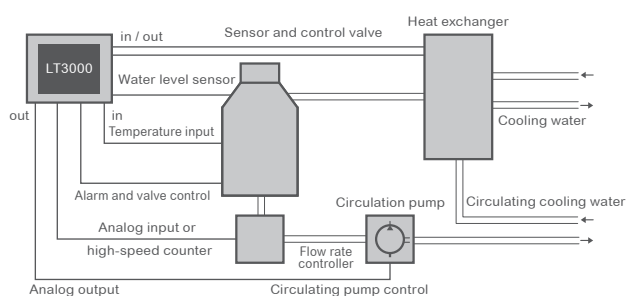 Heat exchanger
in / out
Sensor and control valve
LT3000
Water level sensor
out
in
Temperature input
Cooling water
Alarm and valve control
Circulation pump
Circulating cooling water
Analog input or
high-speed counter
Flow rate
controller
Analog output
Circulating pump control